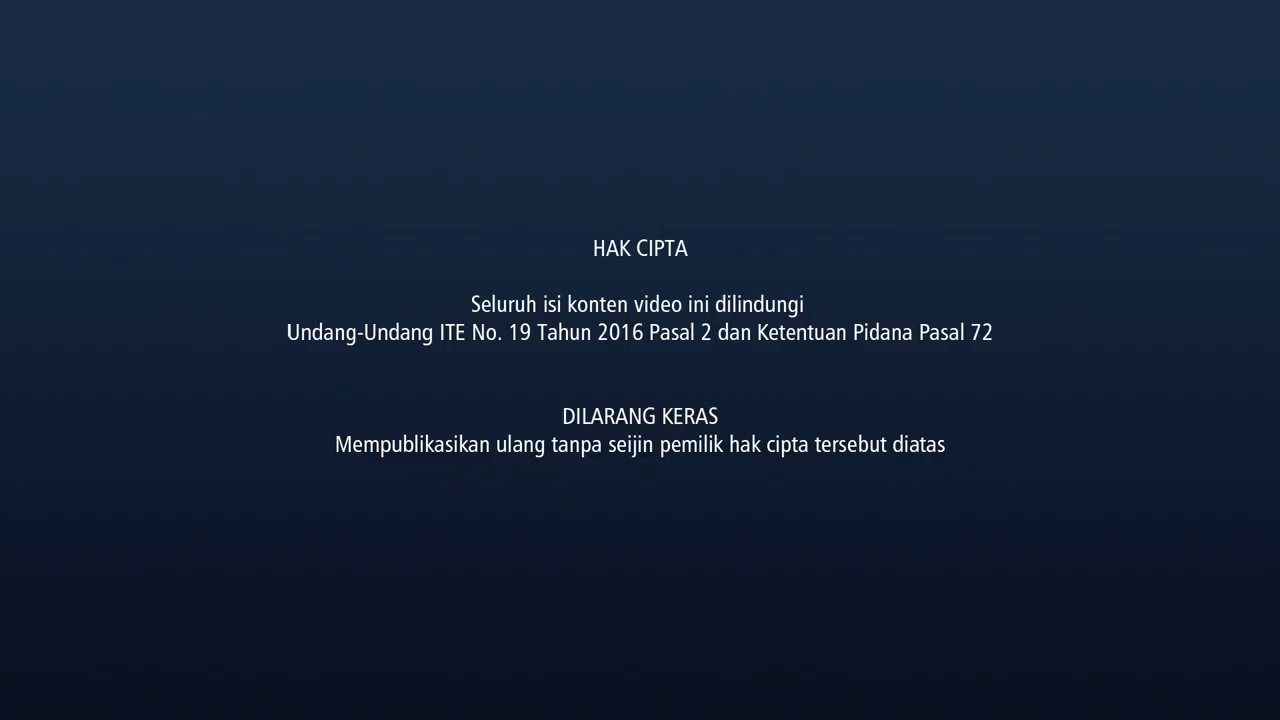 HAK CIPTA
Seluruh isi konten video ini dilindungi
Undang-Undang ITE No. 19 Tahun 2016 Pasal 2 dan Ketentuan Pidana Pasal 72
DILARANG KERAS
Mempublikasikan ulang tanpa seijin pemilik hak cipta tersebut diatas